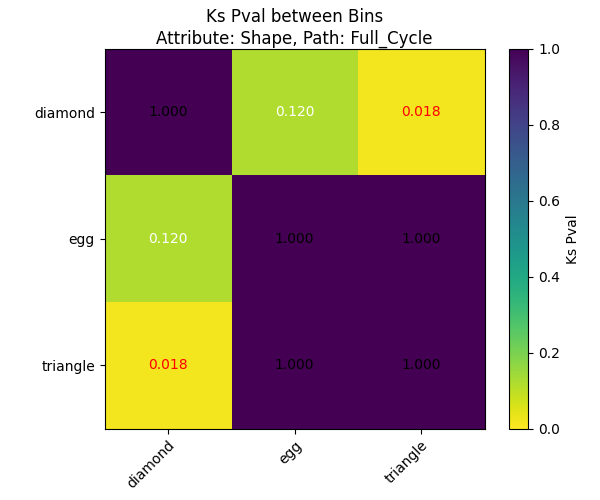 Ks Pval between Bins
Attribute: Shape, Path: Full_Cycle
diamond
1.000
0.120
0.018
egg
0.120
1.000
1.000
triangle
0.018
1.000
1.000
diamond
egg
triangle
1.0
0.8
0.6
0.4
0.2
0.0
Ks Pval